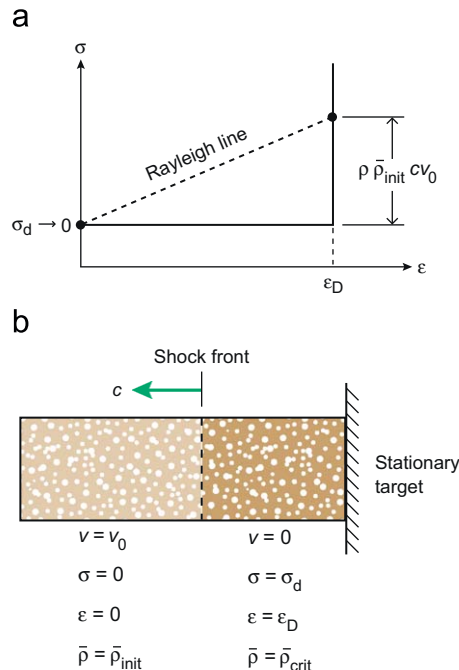 a
σ
Rayleigh line
ρ ρ̄init cv0
σd → 0
εD
ε
b
Shock front
c
Stationary
target
v = v0
v = 0
σ = 0
σ = σd
ε = 0
ε = εD
ρ̄ = ρ̄init
ρ̄ = ρ̄crit